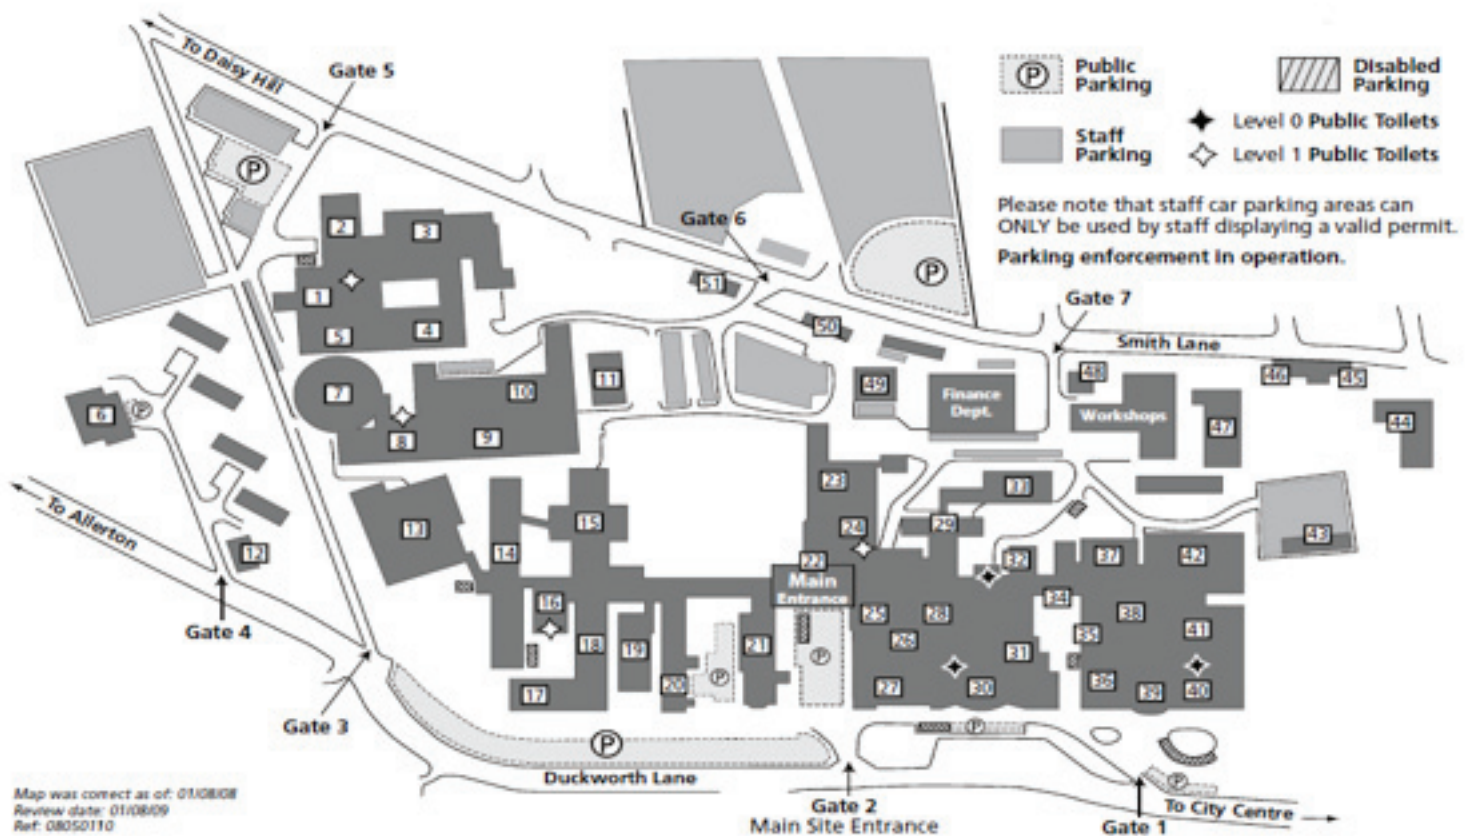 To Daisy Hill
Gate 5
P
Public
Parking
Disabled
Parking
Level 0 Public Toilets
Staff
Parking
Level 1 Public Toilets
P
Please note that staff car parking areas can
ONLY be used by staff displaying a valid permit.
Parking enforcement in operation.
Gate 6
P
Gate 7
Smith Lane
2
3
1
5
4
51
50
7
6
P
8
9
10
11
49
Finance
Dept.
48
Workshops
46
45
47
44
To Allerton
12
Gate 4
13
14
15
16
17
18
19
20
P
21
22
Main
Entrance
P
23
24
25
26
27
28
29
30
31
32
33
34
35
36
37
38
39
40
41
42
43
Gate 3
P
Duckworth Lane
P
P
Gate 2
Main Site Entrance
Gate 1
To City Centre
Map was correct as of: 01/08/08
Review date: 01/08/09
Ref: 08050110